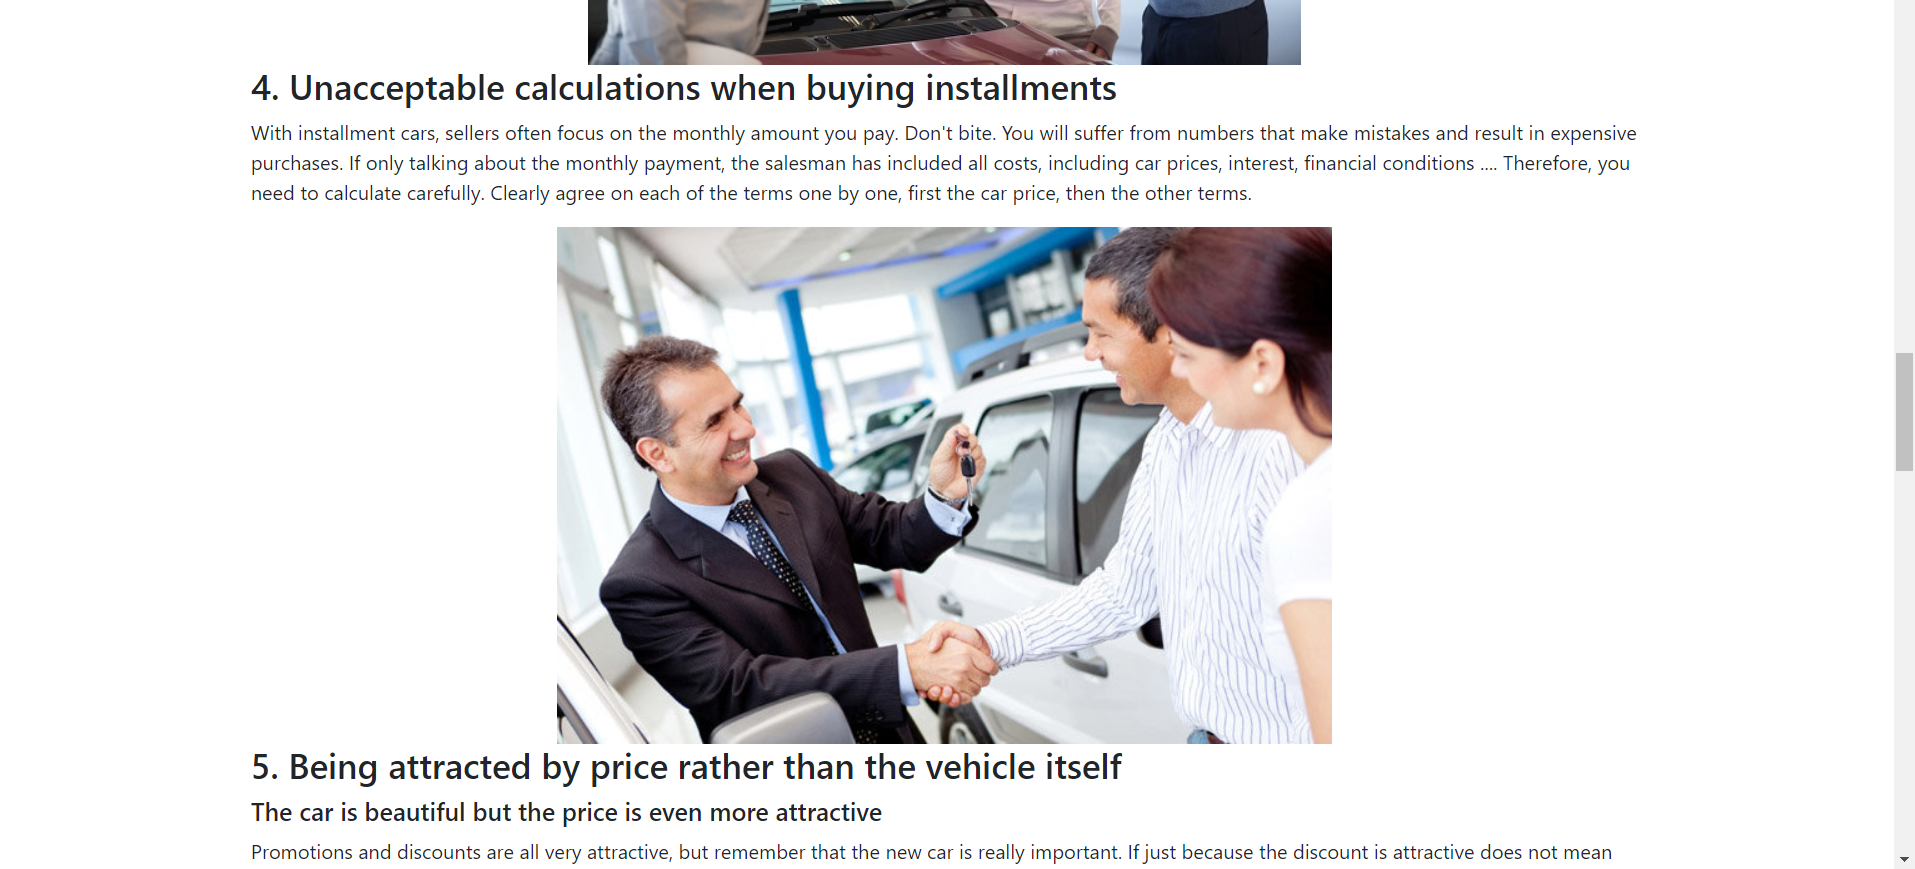 4. Unacceptable calculations when buying installments
With installment cars, sellers often focus on the monthly amount you pay. Don't bite. You will suffer from numbers that make mistakes and result in expensive
purchases. If only talking about the monthly payment, the salesman has included all costs, including car prices, interest, financial conditions .... Therefore, you
need to calculate carefully. Clearly agree on each of the terms one by one, first the car price, then the other terms.
5. Being attracted by price rather than the vehicle itself
The car is beautiful but the price is even more attractive
Promotions and discounts are all very attractive, but remember that the new car is really important. If just because the discount is attractive does not mean